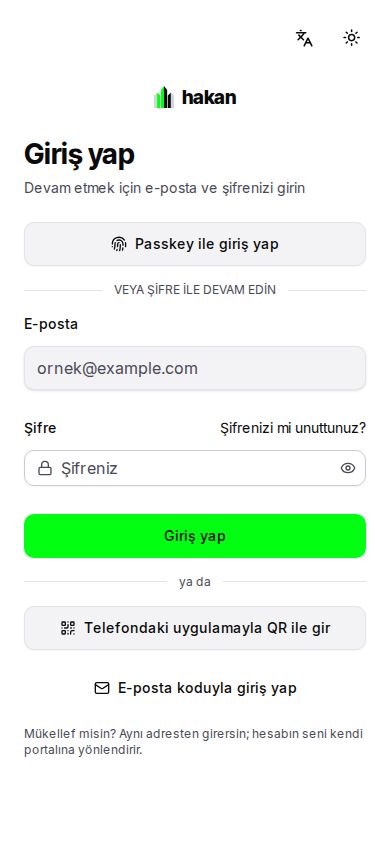 hakan
Giriş yap
Devam etmek için e-posta ve şifrenizi girin
Passkey ile giriş yap
VEYA ŞİFRE İLE DEVAM EDİN
E-posta
ornek@example.com
Şifre
Şifrenizi mi unuttunuz?
Şifreniz
Giriş yap
ya da
Telefondaki uygulamayla QR ile gir
E-posta koduyla giriş yap
Mükellef misin? Aynı adresten girersin; hesabın seni kendi
portalına yönlendirir.